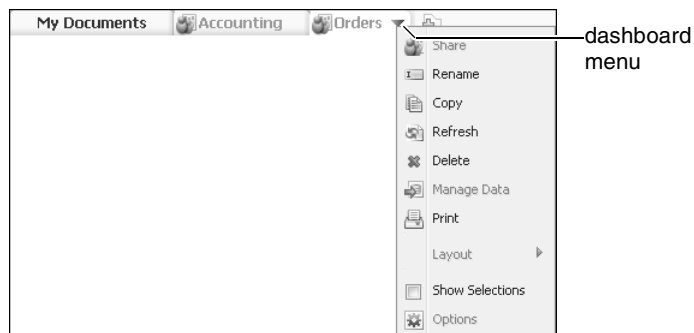 My Documents Accounting Orders
dashboard
menu
Share
Rename
Copy
Refresh
Delete
Manage Data
Print
Layout
Show Selections
Options